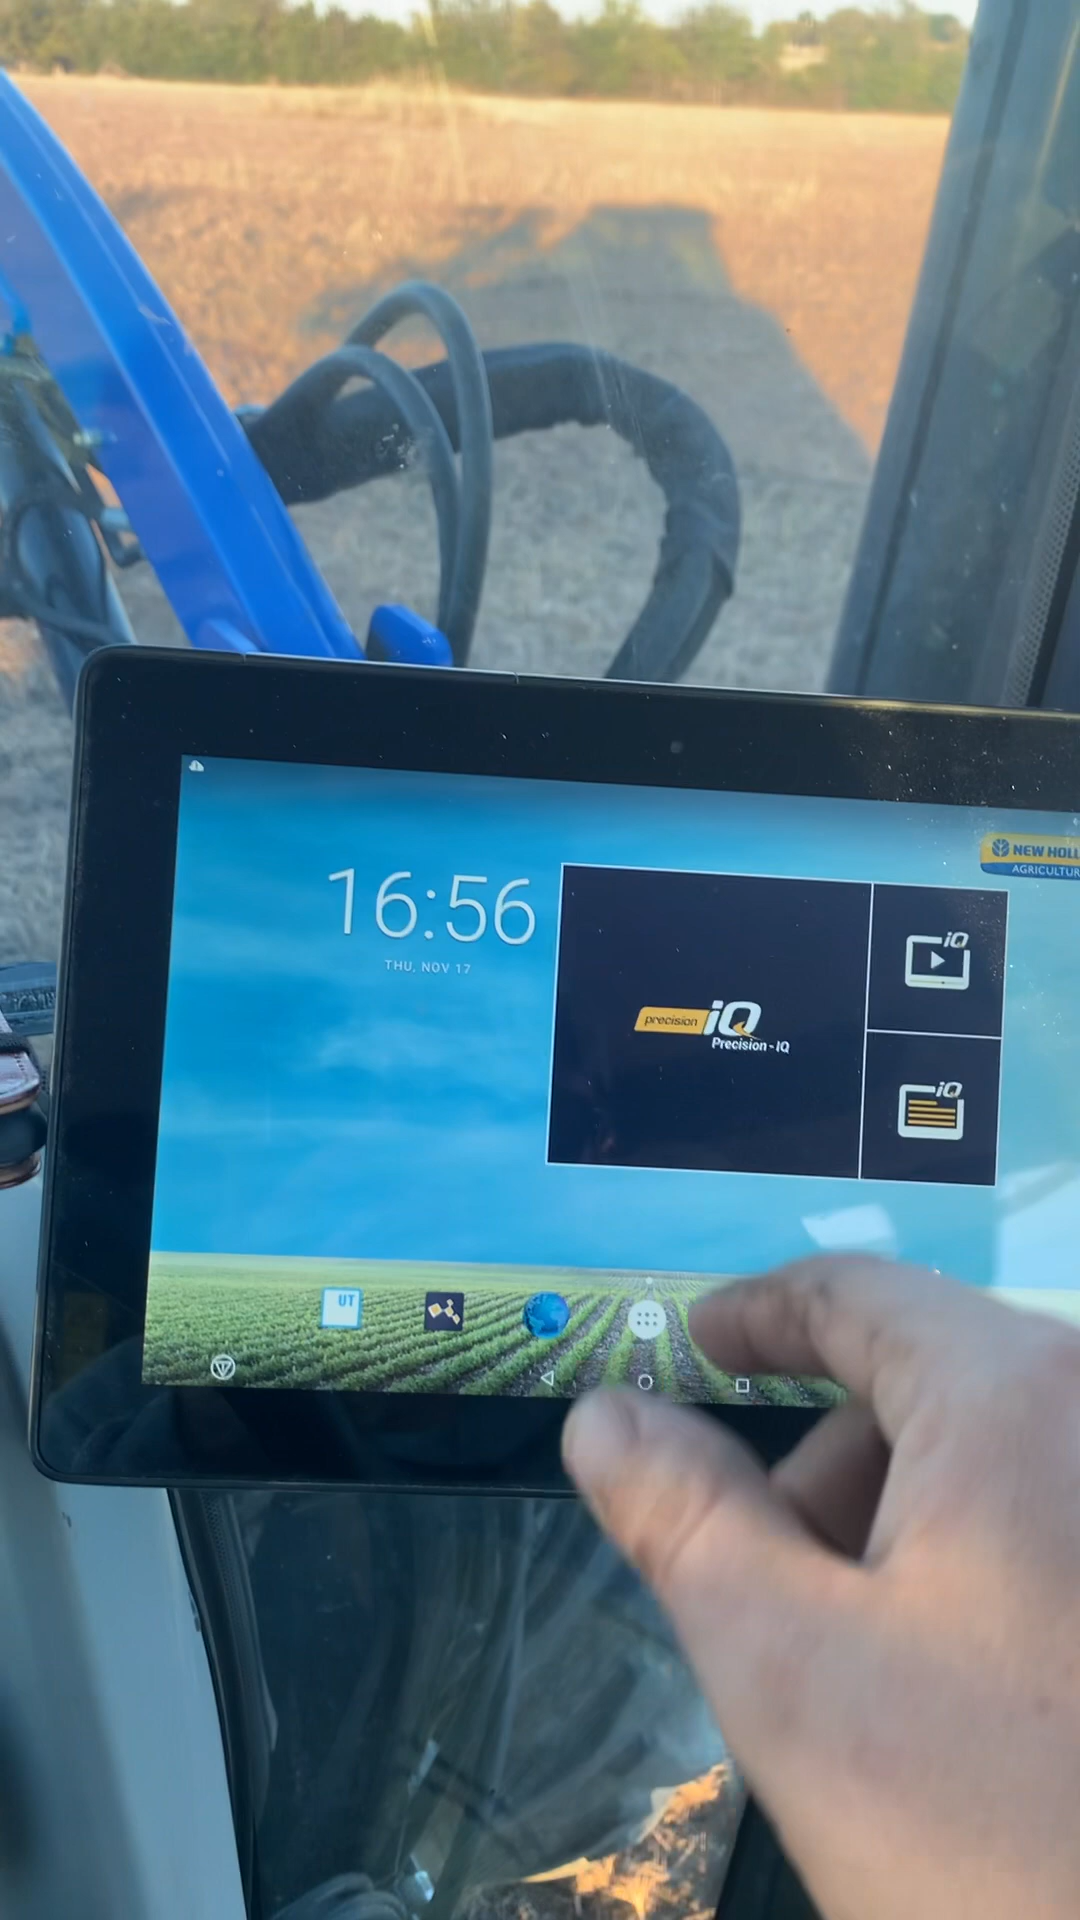 NEW HOLL
AGRICULTUR
16:56
THU, NOV 17
iQ
precision iQ
Precision - IQ
iQ
UT